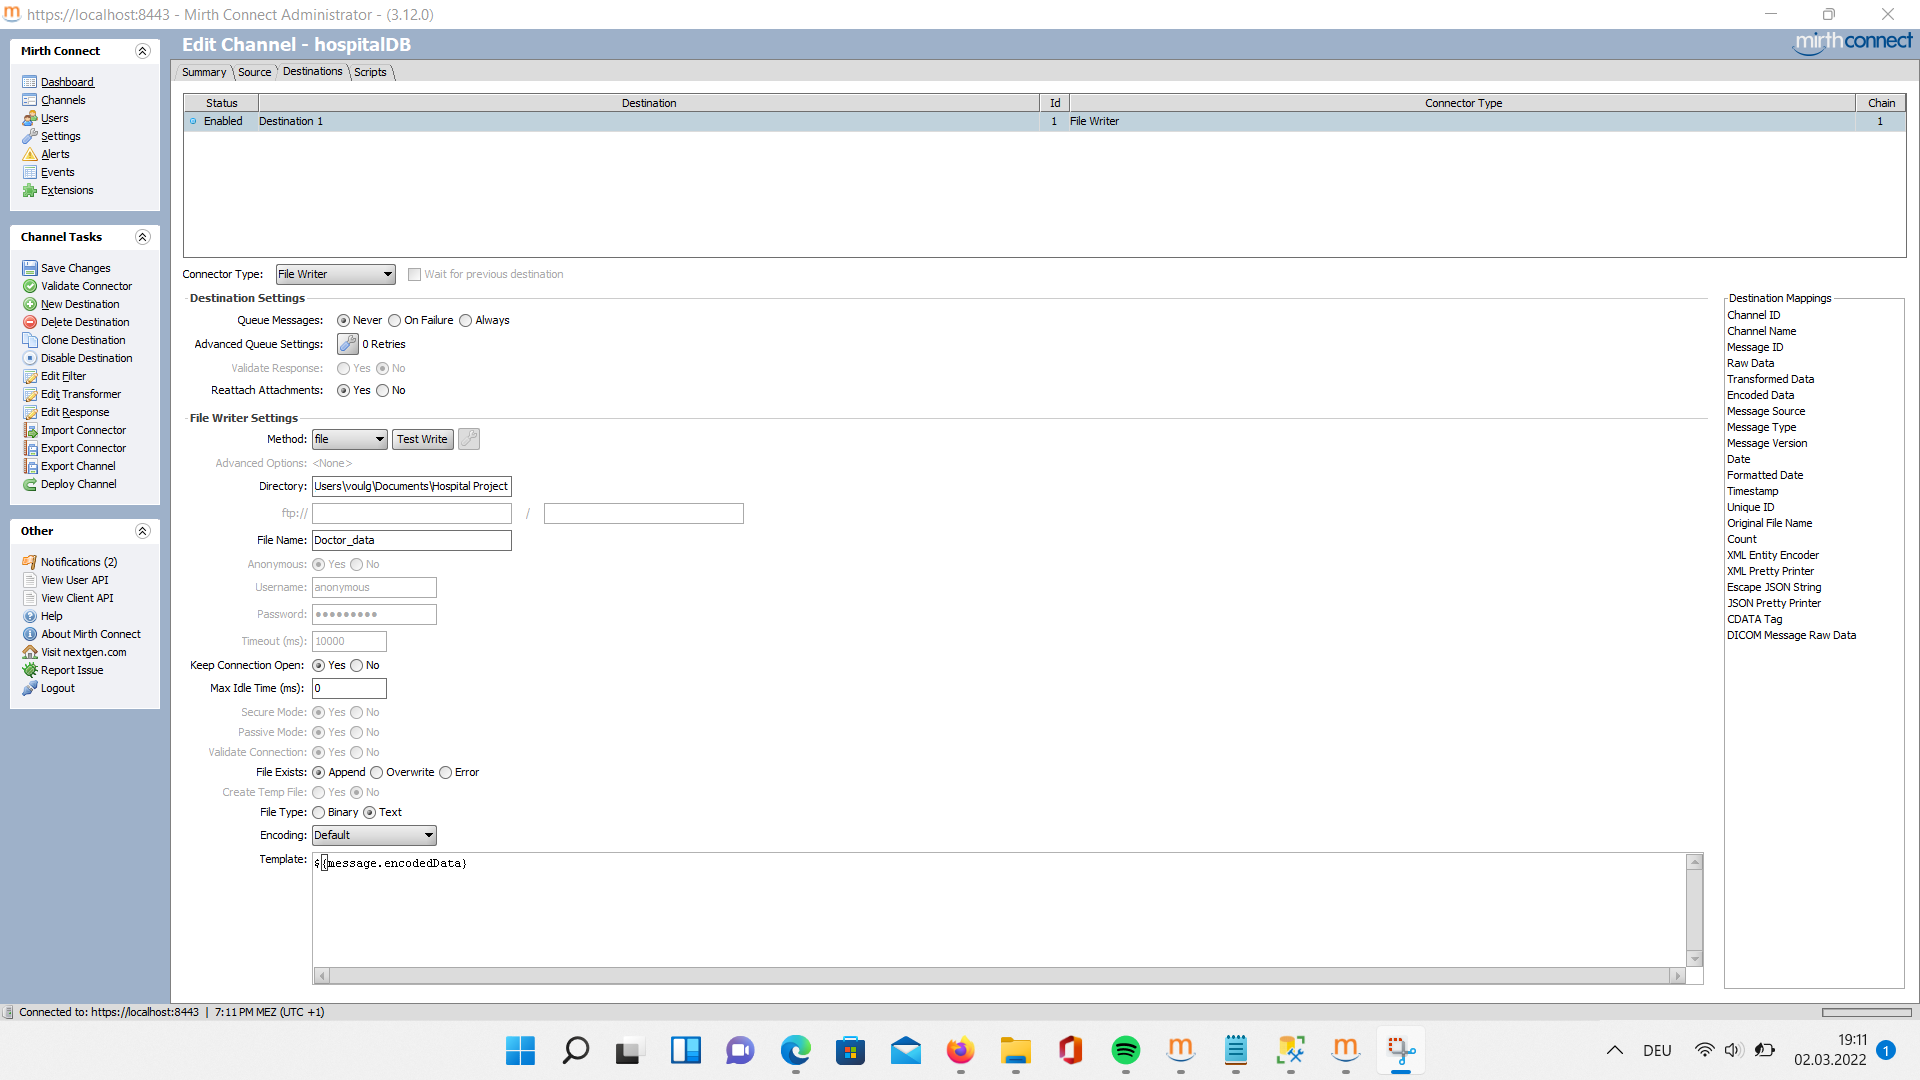 https://localhost:8443 - Mirth Connect Administrator - (3.12.0)
Mirth Connect
Dashboard
Channels
Users
Settings
Alerts
Events
Extensions
Channel Tasks
Save Changes
Validate Connector
New Destination
Delete Destination
Clone Destination
Disable Destination
Edit Filter
Edit Transformer
Edit Response
Import Connector
Export Connector
Export Channel
Deploy Channel
Other
Notifications (2)
View User API
View Client API
Help
About Mirth Connect
Visit nextgen.com
Report Issue
Logout
Edit Channel - hospitalDB
mirth connect
Summary Source Destinations Scripts
Status Destination Id Connector Type Chain
Enabled Destination 1 1 File Writer 1
Connector Type: File Writer Wait for previous destination
Destination Settings
Queue Messages: Never On Failure Always
Advanced Queue Settings: 0 Retries
Validate Response: Yes No
Reattach Attachments: Yes No
File Writer Settings
Method: file Test Write
Advanced Options: <None>
Directory: Users\voulg\Documents\Hospital Project
ftp:// /
File Name: Doctor_data
Anonymous: Yes No
Username: anonymous
Password: •••••••••
Timeout (ms): 10000
Keep Connection Open: Yes No
Max Idle Time (ms): 0
Secure Mode: Yes No
Passive Mode: Yes No
Validate Connection: Yes No
File Exists: Append Overwrite Error
Create Temp File: Yes No
File Type: Binary Text
Encoding: Default
Template: ${message.encodedData}
Destination Mappings
Channel ID
Channel Name
Message ID
Raw Data
Transformed Data
Encoded Data
Message Source
Message Type
Message Version
Date
Formatted Date
Timestamp
Unique ID
Original File Name
Count
XML Entity Encoder
XML Pretty Printer
Escape JSON String
JSON Pretty Printer
CDATA Tag
DICOM Message Raw Data
Connected to: https://localhost:8443 | 7:11 PM MEZ (UTC +1)
DEU
19:11
02.03.2022
1